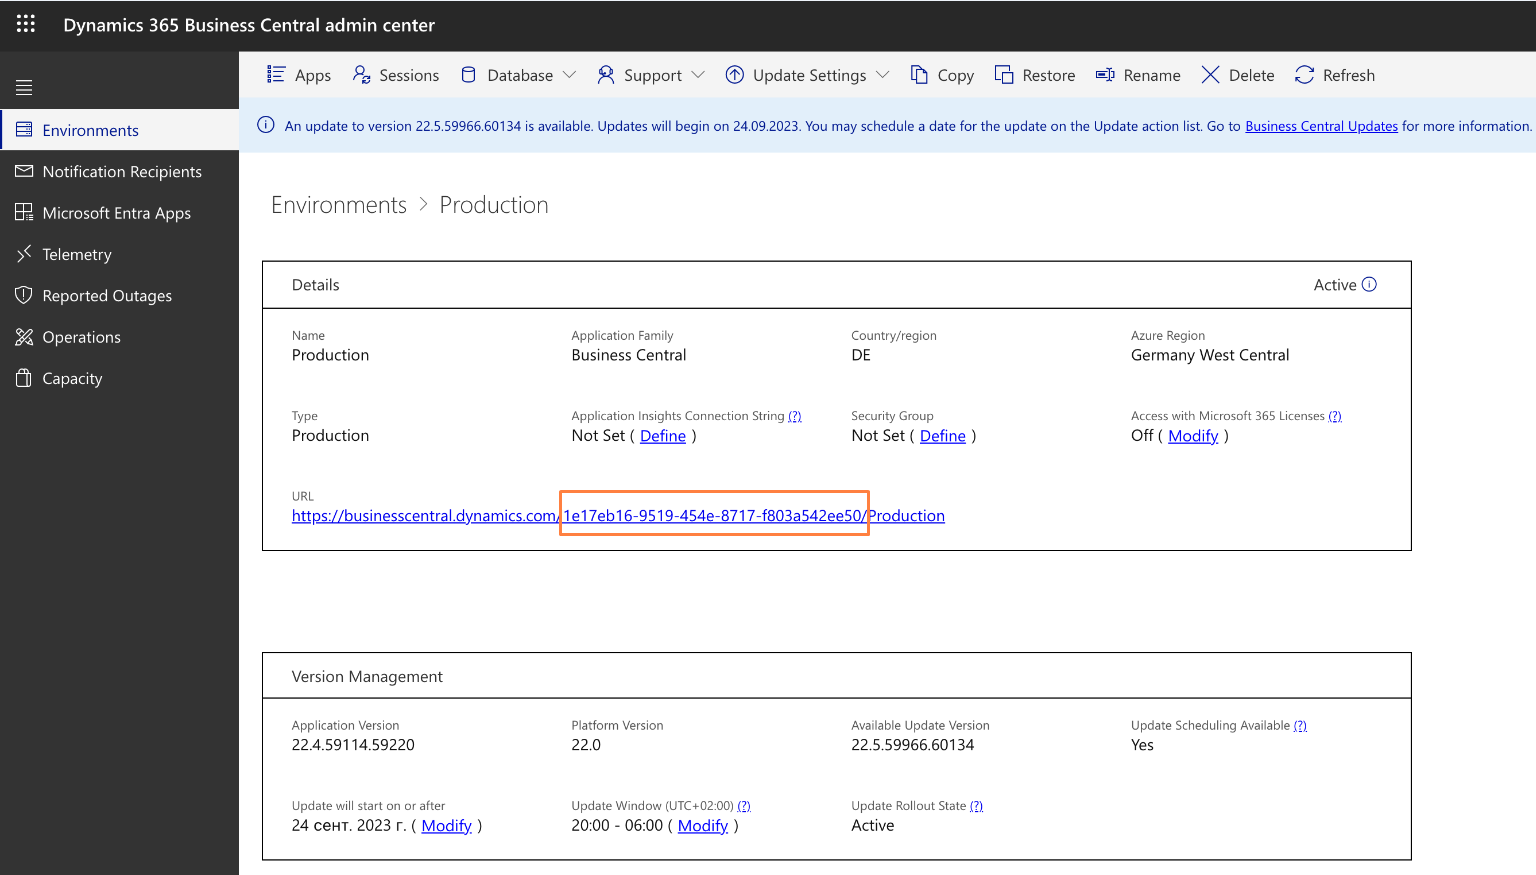 Dynamics 365 Business Central admin center
Apps Sessions Database Support Update Settings Copy Restore Rename Delete Refresh
An update to version 22.5.59966.60134 is available. Updates will begin on 24.09.2023. You may schedule a date for the update on the Update action list. Go to Business Central Updates for more information.
Environments
Notification Recipients
Microsoft Entra Apps
Telemetry
Reported Outages
Operations
Capacity
Environments > Production
Details Active
Name Application Family Country/region Azure Region
Production Business Central DE Germany West Central
Type Application Insights Connection String (?) Security Group Access with Microsoft 365 Licenses (?)
Production Not Set ( Define ) Not Set ( Define ) Off ( Modify )
URL
https://businesscentral.dynamics.com/1e17eb16-9519-454e-8717-f803a542ee50/Production
Version Management
Application Version Platform Version Available Update Version Update Scheduling Available (?)
22.4.59114.59220 22.0 22.5.59966.60134 Yes
Update will start on or after Update Window (UTC+02:00) (?) Update Rollout State (?)
24 сент. 2023 г. ( Modify ) 20:00 - 06:00 ( Modify ) Active